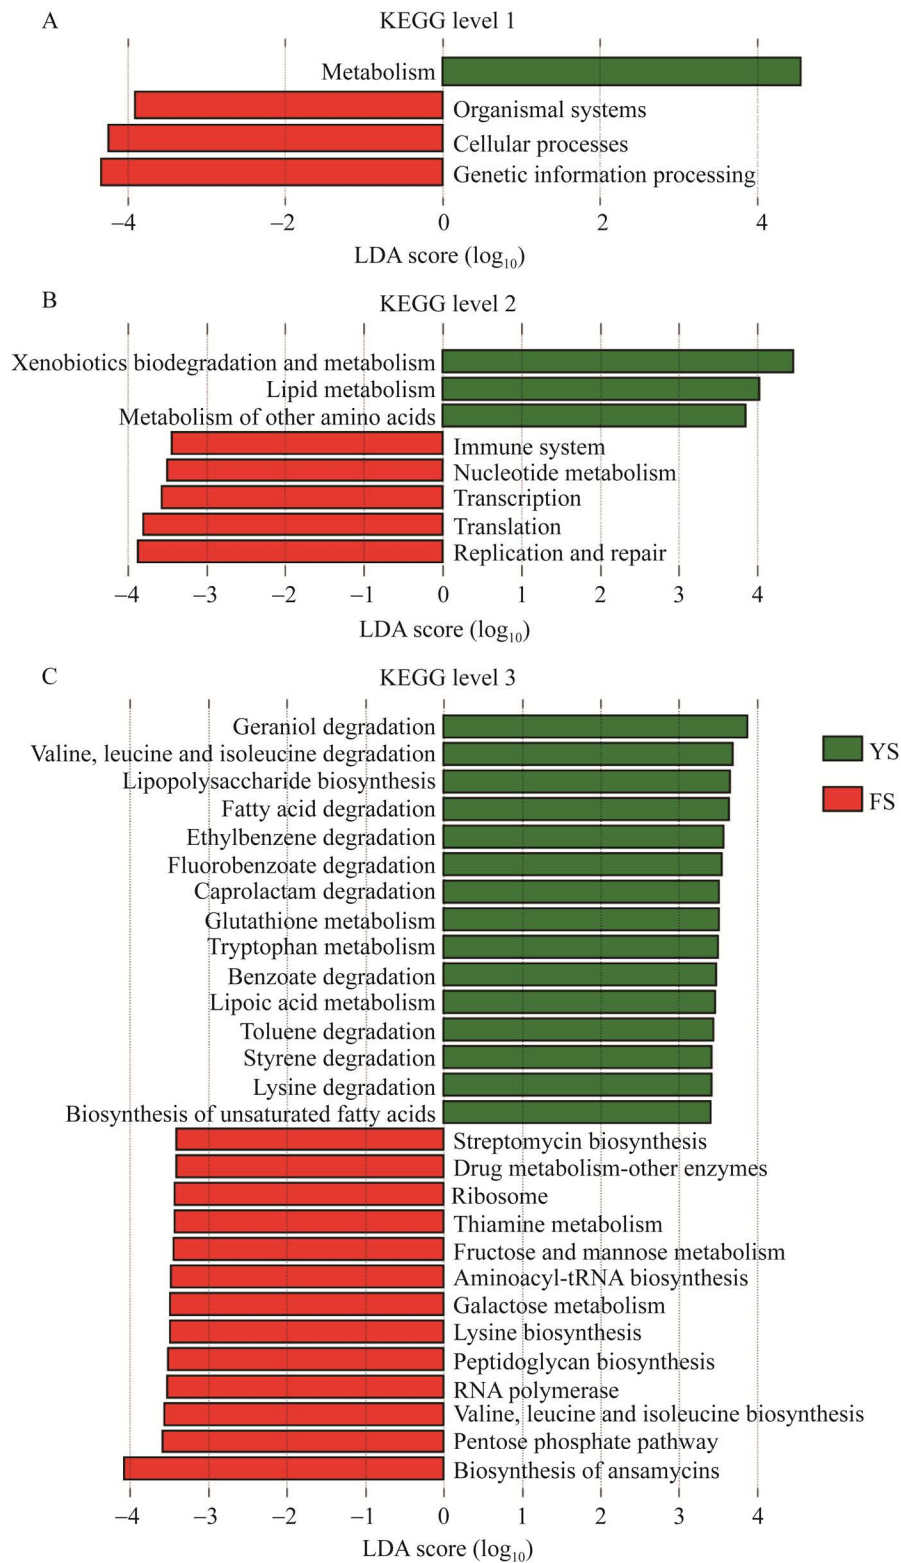 A
KEGG level 1
Metabolism
Organismal systems
Cellular processes
Genetic information processing
−4 −2 0 2 4
LDA score (log10)
B
KEGG level 2
Xenobiotics biodegradation and metabolism
Lipid metabolism
Metabolism of other amino acids
Immune system
Nucleotide metabolism
Transcription
Translation
Replication and repair
−4 −3 −2 −1 0 1 2 3 4
LDA score (log10)
C
KEGG level 3
Geraniol degradation
Valine, leucine and isoleucine degradation
Lipopolysaccharide biosynthesis
Fatty acid degradation
Ethylbenzene degradation
Fluorobenzoate degradation
Caprolactam degradation
Glutathione metabolism
Tryptophan metabolism
Benzoate degradation
Lipoic acid metabolism
Toluene degradation
Styrene degradation
Lysine degradation
Biosynthesis of unsaturated fatty acids
Streptomycin biosynthesis
Drug metabolism-other enzymes
Ribosome
Thiamine metabolism
Fructose and mannose metabolism
Aminoacyl-tRNA biosynthesis
Galactose metabolism
Lysine biosynthesis
Peptidoglycan biosynthesis
RNA polymerase
Valine, leucine and isoleucine biosynthesis
Pentose phosphate pathway
Biosynthesis of ansamycins
−4 −3 −2 −1 0 1 2 3 4
LDA score (log10)
YS
FS